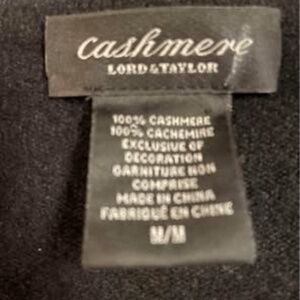 cashmere
LORD & TAYLOR
100% CASHMERE
100% CACHEMIRE
EXCLUSIVE OF
DECORATION
GARNITURE NON
COMPRISE
MADE IN CHINA
FABRIQUÉ EN CHINE
M/M